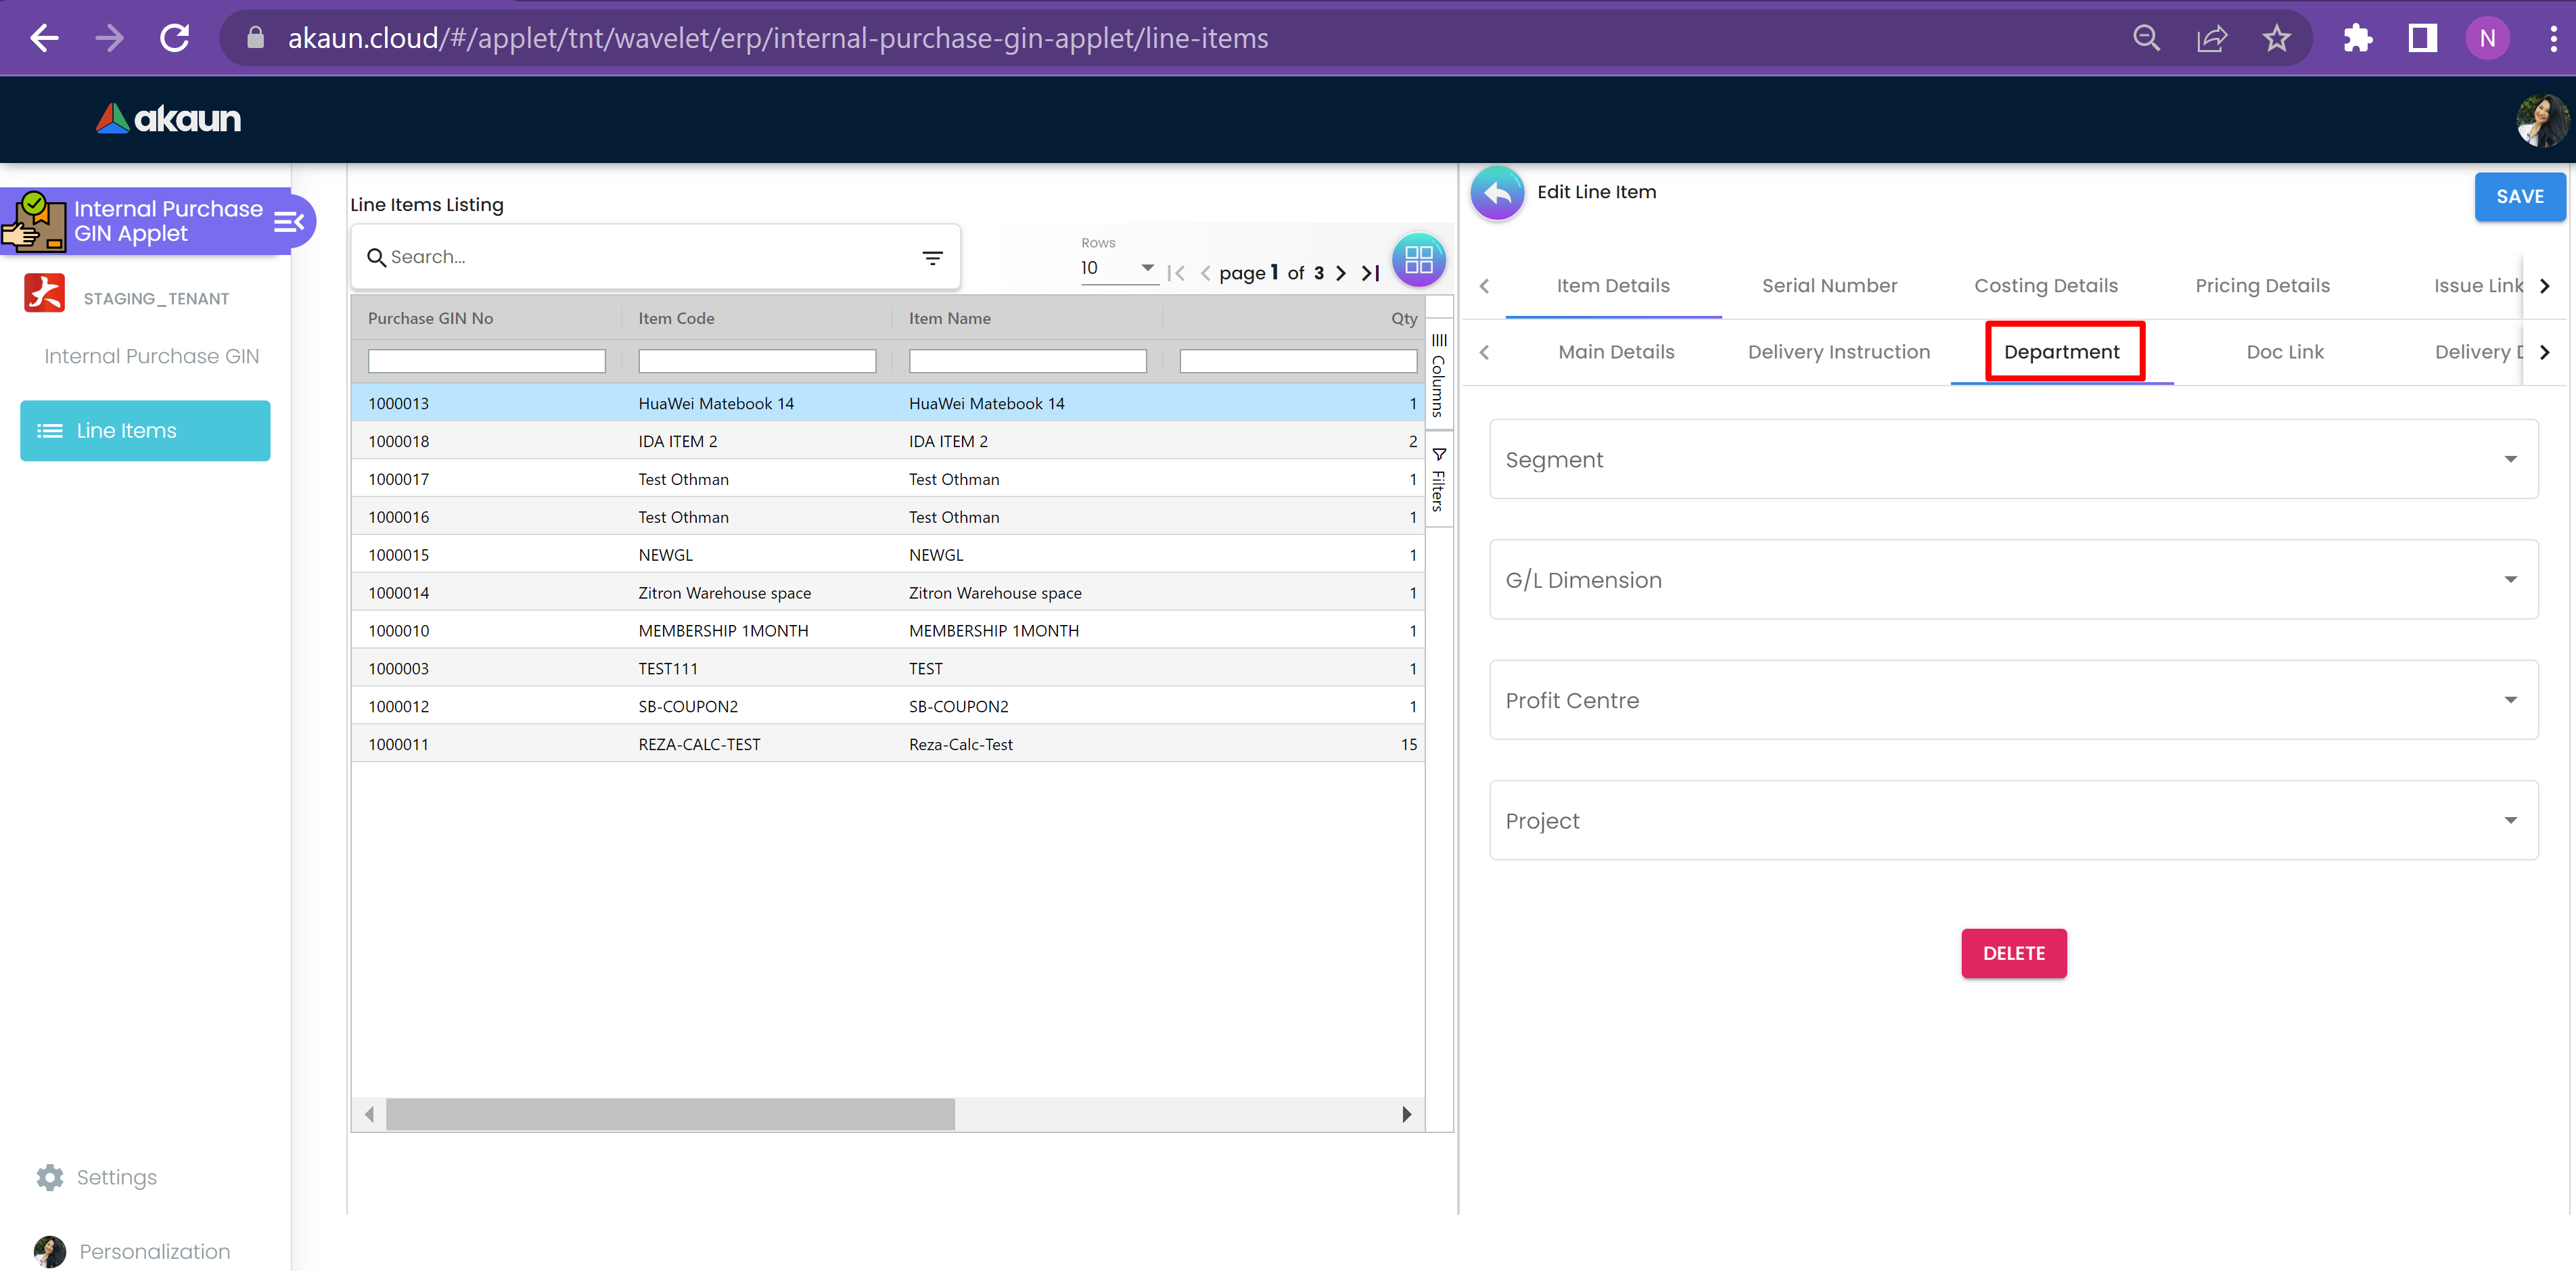 akaun.cloud/#/applet/tnt/wavelet/erp/internal-purchase-gin-applet/line-items
N
akaun
Internal Purchase
GIN Applet
STAGING_TENANT
Internal Purchase GIN
Line Items
Settings
Personalization
Line Items Listing
Search...
Rows
10
page 1 of 3
Purchase GIN No Item Code Item Name Qty
1000013 HuaWei Matebook 14 HuaWei Matebook 14 1
1000018 IDA ITEM 2 IDA ITEM 2 2
1000017 Test Othman Test Othman 1
1000016 Test Othman Test Othman 1
1000015 NEWGL NEWGL 1
1000014 Zitron Warehouse space Zitron Warehouse space 1
1000010 MEMBERSHIP 1MONTH MEMBERSHIP 1MONTH 1
1000003 TEST111 TEST 1
1000012 SB-COUPON2 SB-COUPON2 1
1000011 REZA-CALC-TEST Reza-Calc-Test 15
Columns
Filters
Edit Line Item
SAVE
Item Details Serial Number Costing Details Pricing Details Issue Link
Main Details Delivery Instruction Department Doc Link Delivery D
Segment
G/L Dimension
Profit Centre
Project
DELETE